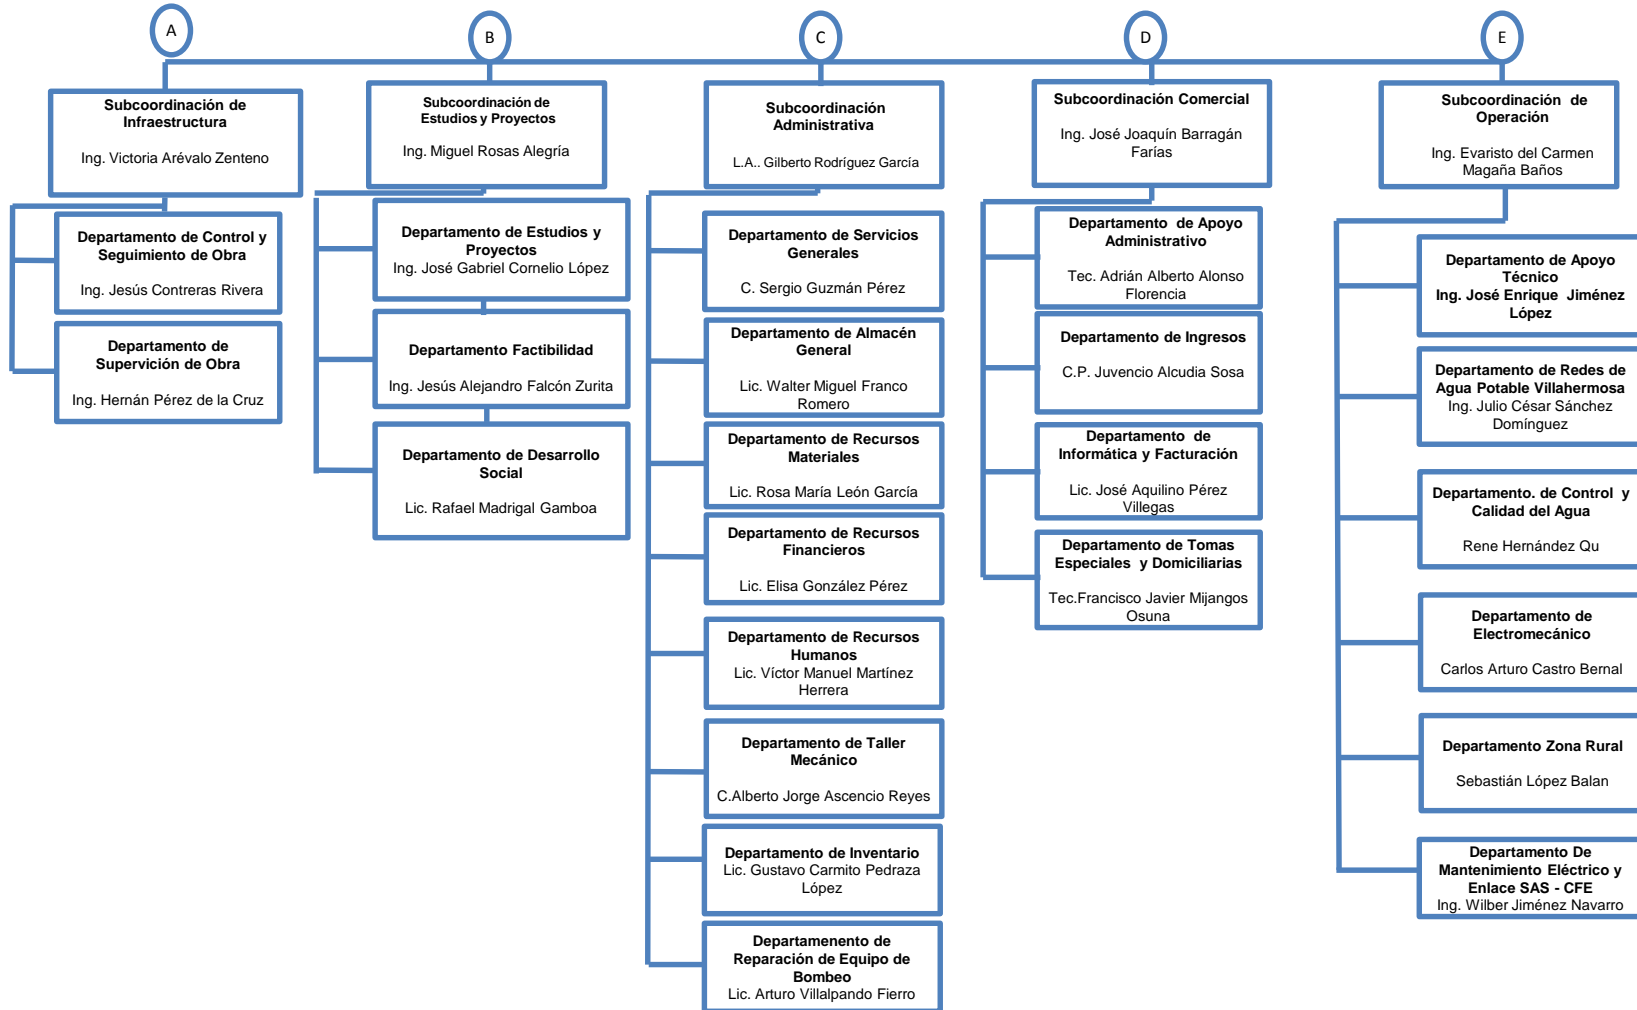 A
B
C
D
E
Subcoordinación de
Infraestructura
Ing. Victoria Arévalo Zenteno
Departamento de Control y
Seguimiento de Obra
Ing. Jesús Contreras Rivera
Departamento de
Supervición de Obra
Ing. Hernán Pérez de la Cruz
Subcoordinación de
Estudios y Proyectos
Ing. Miguel Rosas Alegría
Departamento de Estudios y
Proyectos
Ing. José Gabriel Cornelio López
Departamento Factibilidad
Ing. Jesús Alejandro Falcón Zurita
Departamento de Desarrollo
Social
Lic. Rafael Madrigal Gamboa
Subcoordinación
Administrativa
L.A.. Gilberto Rodríguez García
Departamento de Servicios
Generales
C. Sergio Guzmán Pérez
Departamento de Almacén
General
Lic. Walter Miguel Franco
Romero
Departamento de Recursos
Materiales
Lic. Rosa María León García
Departamento de Recursos
Financieros
Lic. Elisa González Pérez
Departamento de Recursos
Humanos
Lic. Víctor Manuel Martínez
Herrera
Departamento de Taller
Mecánico
C.Alberto Jorge Ascencio Reyes
Departamento de Inventario
Lic. Gustavo Carmito Pedraza
López
Departamenento de
Reparación de Equipo de
Bombeo
Lic. Arturo Villalpando Fierro
Subcoordinación Comercial
Ing. José Joaquín Barragán
Farías
Departamento de Apoyo
Administrativo
Tec. Adrián Alberto Alonso
Florencia
Departamento de Ingresos
C.P. Juvencio Alcudia Sosa
Departamento de
Informática y Facturación
Lic. José Aquilino Pérez
Villegas
Departamento de Tomas
Especiales y Domiciliarias
Tec.Francisco Javier Mijangos
Osuna
Subcoordinación de
Operación
Ing. Evaristo del Carmen
Magaña Baños
Departamento de Apoyo
Técnico
Ing. José Enrique Jiménez
López
Departamento de Redes de
Agua Potable Villahermosa
Ing. Julio César Sánchez
Domínguez
Departamento. de Control y
Calidad del Agua
Rene Hernández Qu
Departamento de
Electromecánico
Carlos Arturo Castro Bernal
Departamento Zona Rural
Sebastián López Balan
Departamento De
Mantenimiento Eléctrico y
Enlace SAS - CFE
Ing. Wilber Jiménez Navarro